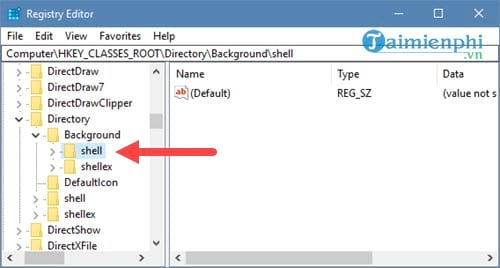 Registry Editor
File Edit View Favorites Help
Computer\HKEY_CLASSES_ROOT\Directory\Background\shell
Taimienphi
.vn
DirectDraw
DirectDraw7
DirectDrawClipper
Directory
Background
shell
shellex
DefaultIcon
shell
shellex
DirectShow
DirectXFile
Name Type Data
ab (Default) REG_SZ (value not s